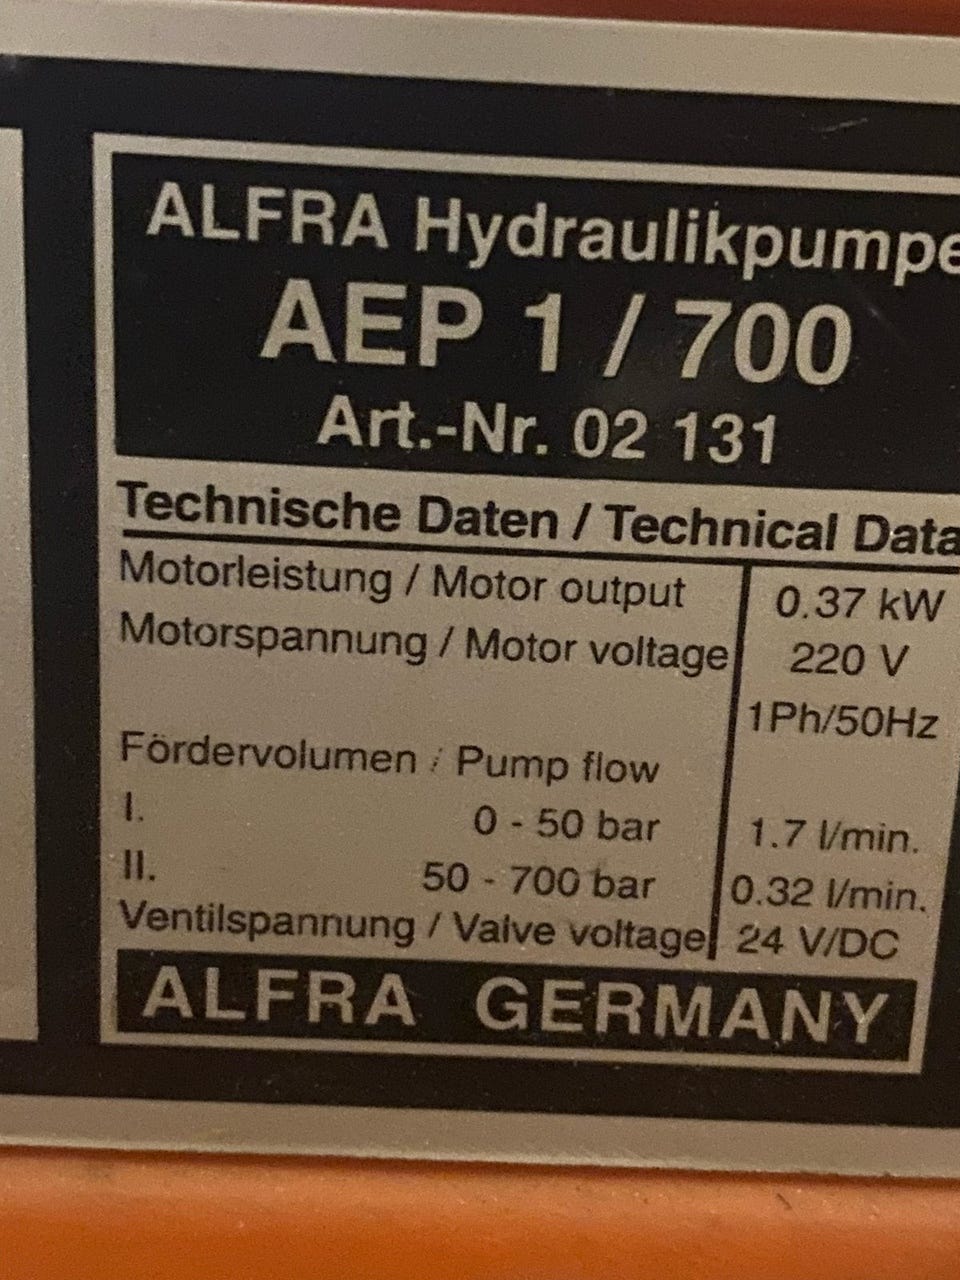 ALFRA Hydraulikpumpe
AEP 1 / 700
Art.-Nr. 02 131
Technische Daten / Technical Data
Motorleistung / Motor output 0.37 kW
Motorspannung / Motor voltage 220 V
1Ph/50Hz
Fördervolumen / Pump flow
I. 0 - 50 bar 1.7 l/min.
II. 50 - 700 bar 0.32 l/min.
Ventilspannung / Valve voltage 24 V/DC
ALFRA GERMANY